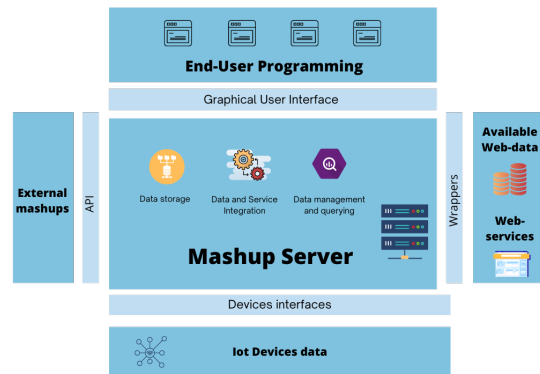 End-User Programming
Graphical User Interface
External
mashups
API
Data storage
Data and Service
Integration
Data management
and querying
Mashup Server
Wrappers
Available
Web-data
Web-
services
Devices interfaces
Iot Devices data